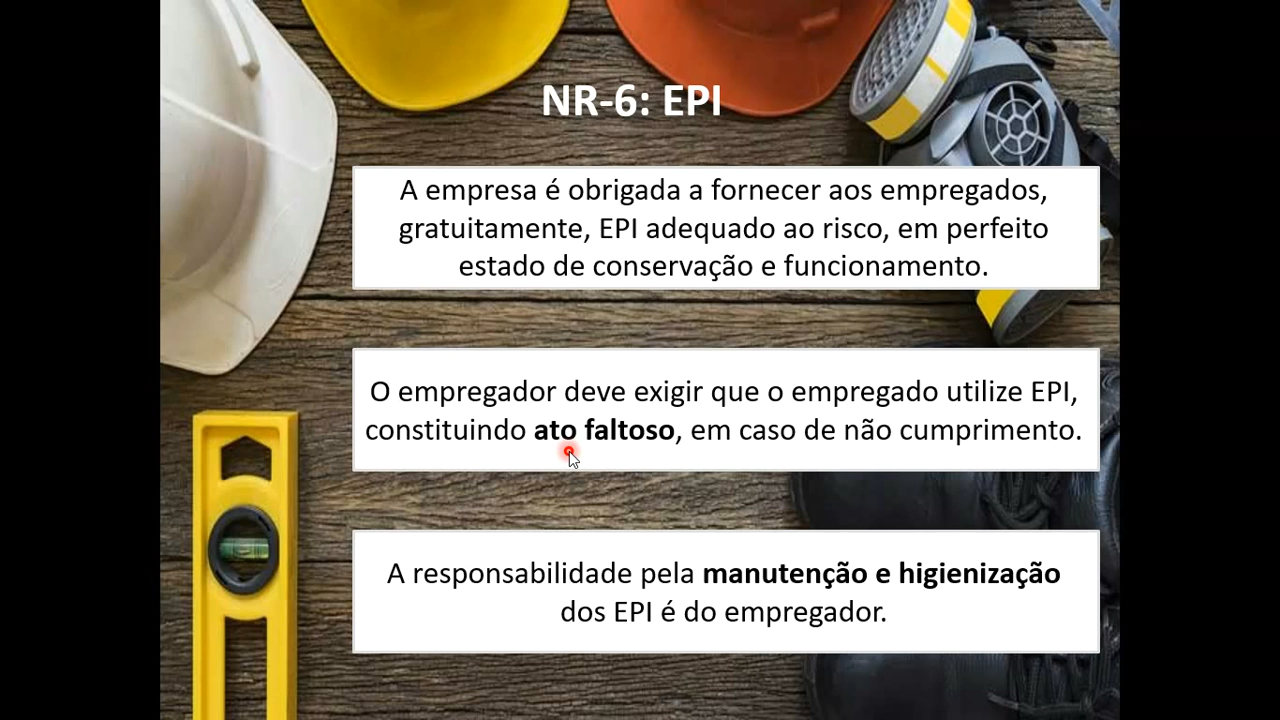 NR-6: EPI
A empresa é obrigada a fornecer aos empregados,
gratuitamente, EPI adequado ao risco, em perfeito
estado de conservação e funcionamento.
O empregador deve exigir que o empregado utilize EPI,
constituindo ato faltoso, em caso de não cumprimento.
A responsabilidade pela manutenção e higienização
dos EPI é do empregador.